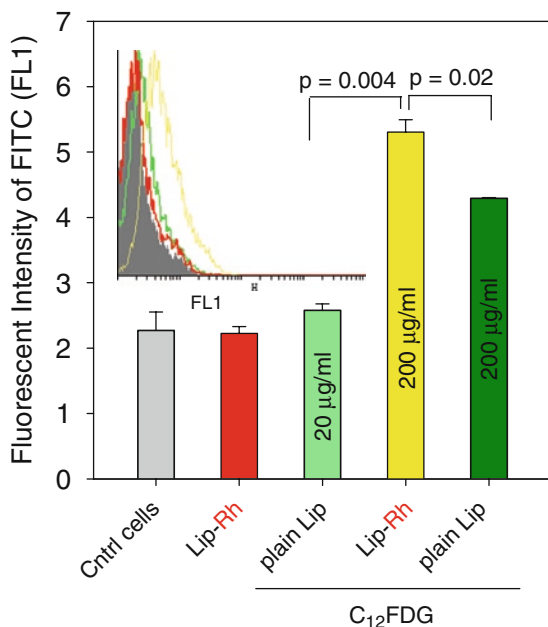 Fluorescent Intensity of FITC (FL1)
7
6
5
4
3
2
1
0
p = 0.004
p = 0.02
FL1
20 μg/ml
200 μg/ml
200 μg/ml
Cntrl cells
Lip-Rh
plain Lip
Lip-Rh
plain Lip
C₁₂FDG